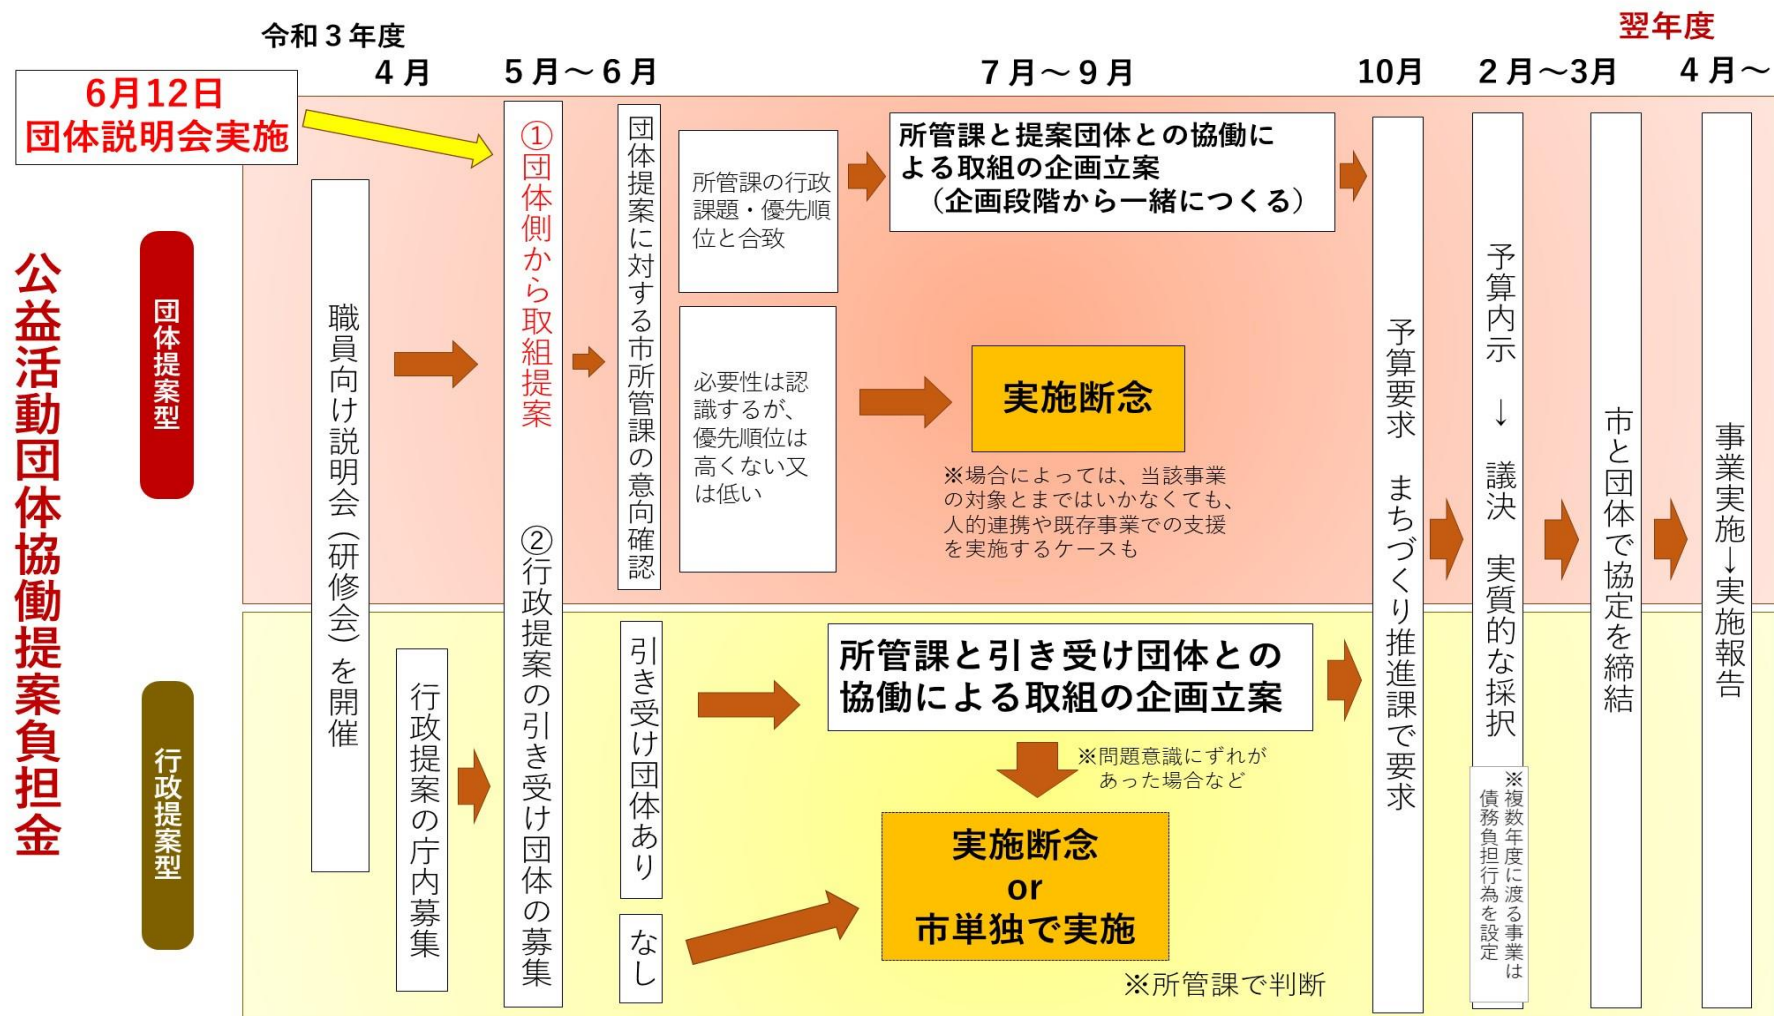 令和３年度
翌年度
４月
５月～６月
７月～９月
10月
２月～3月
４月～
6月12日
団体説明会実施
公益活動団体協働提案負担金
団体提案型
行政提案型
職員向け説明会（研修会）を開催
行政提案の庁内募集
①団体側から取組提案
②行政提案の引き受け団体の募集
団体提案に対する市所管課の意向確認
所管課の行政
課題・優先順
位と合致
所管課と提案団体との協働に
よる取組の企画立案
（企画段階から一緒につくる）
必要性は認
識するが、
優先順位は
高くない又
は低い
実施断念
※場合によっては、当該事業
の対象とまではいかなくても、
人的連携や既存事業での支援
を実施するケースも
引き受け団体あり
なし
所管課と引き受け団体との
協働による取組の企画立案
※問題意識にずれが
あった場合など
実施断念
or
市単独で実施
※所管課で判断
予算要求 まちづくり推進課で要求
予算内示 → 議決 実質的な採択
※複数年度に渡る事業は
債務負担行為を設定
市と団体で協定を締結
事業実施→実施報告